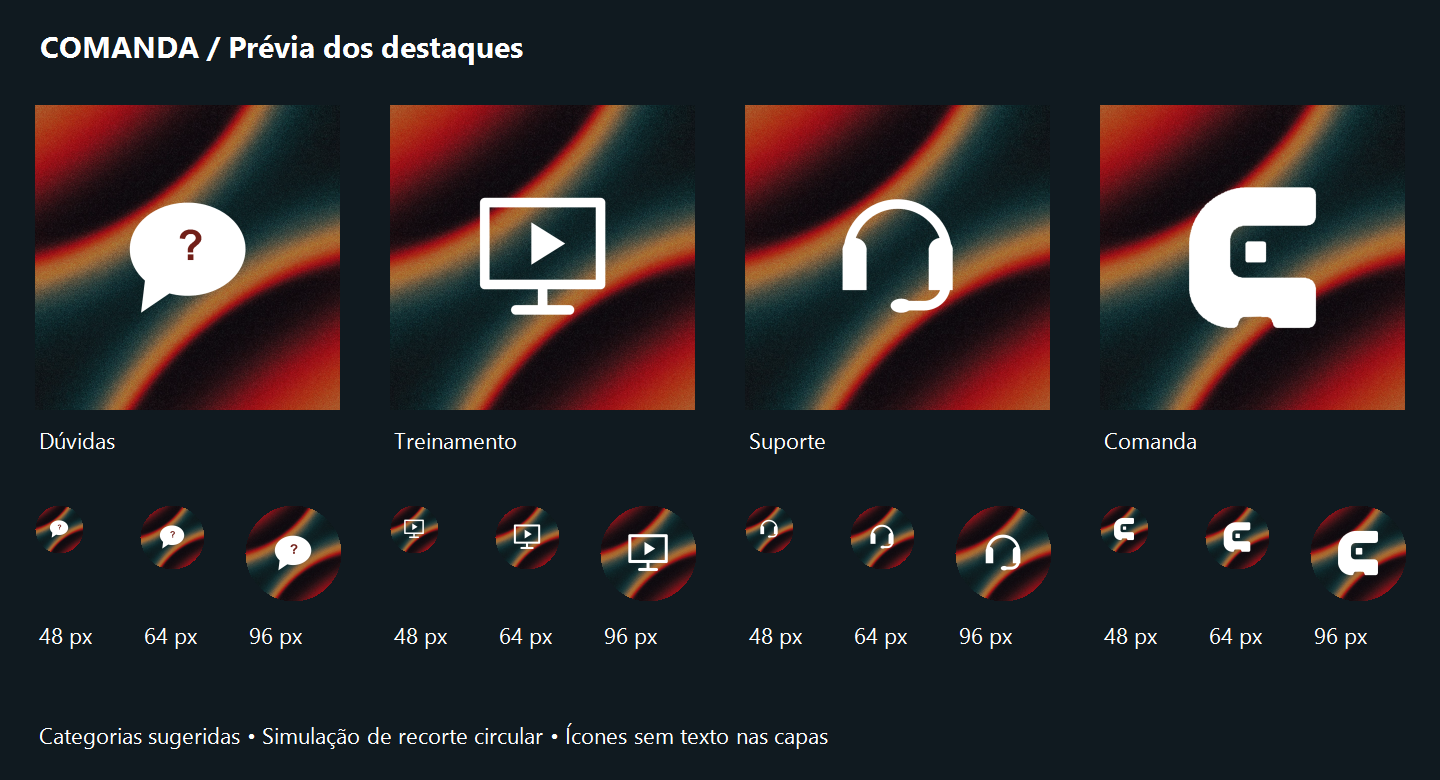 COMANDA / Prévia dos destaques
?
Dúvidas
Treinamento
Suporte
Comanda
? ? ?
48 px 64 px 96 px 48 px 64 px 96 px 48 px 64 px 96 px 48 px 64 px 96 px
Categorias sugeridas • Simulação de recorte circular • Ícones sem texto nas capas